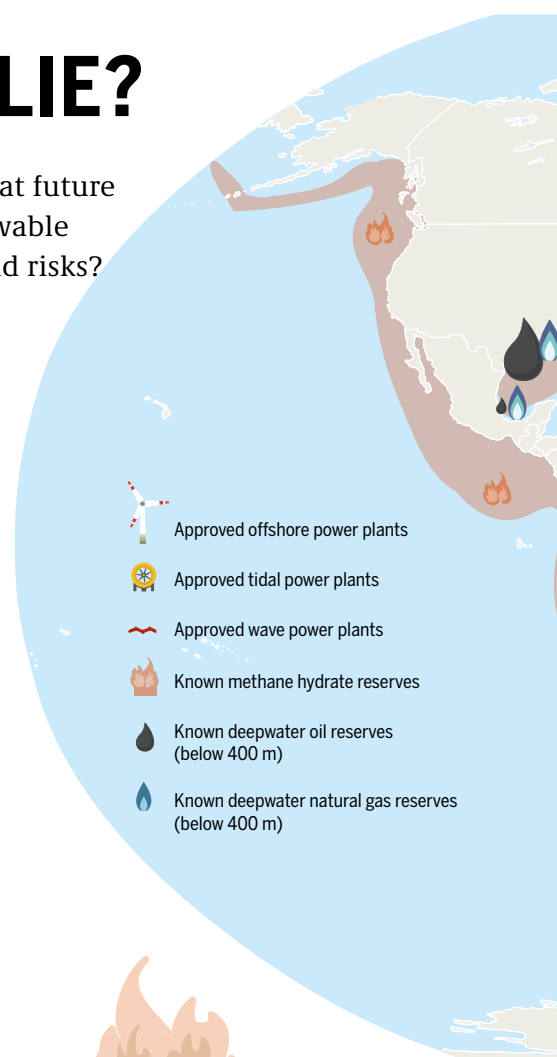 LIE?
at future
wable
d risks?
Approved offshore power plants
Approved tidal power plants
Approved wave power plants
Known methane hydrate reserves
Known deepwater oil reserves
(below 400 m)
Known deepwater natural gas reserves
(below 400 m)